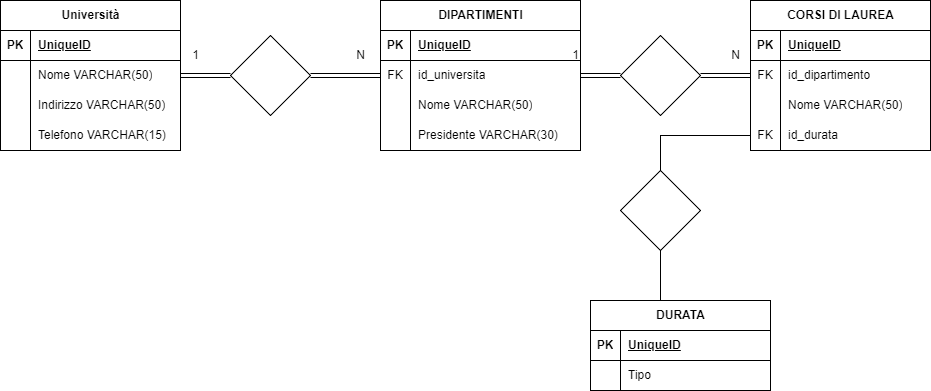 Università
PK UniqueID
Nome VARCHAR(50)
Indirizzo VARCHAR(50)
Telefono VARCHAR(15)
1
N
DIPARTIMENTI
PK UniqueID
FK id_universita
Nome VARCHAR(50)
Presidente VARCHAR(30)
1
N
CORSI DI LAUREA
PK UniqueID
FK id_dipartimento
Nome VARCHAR(50)
FK id_durata
DURATA
PK UniqueID
Tipo